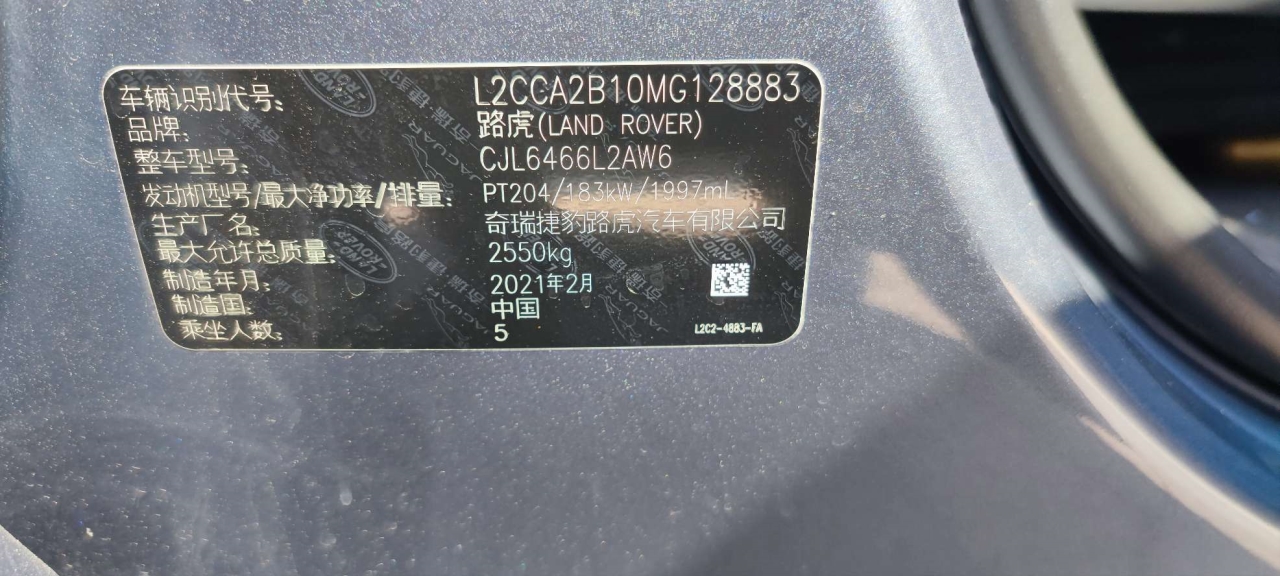 车辆识别代号: L2CCA2B10MG128883
品牌: 路虎(LAND ROVER)
整车型号: CJL6466L2AW6
发动机型号/最大净功率/排量: PT204/183kW/1997ml
生产厂名: 奇瑞捷豹路虎汽车有限公司
最大允许总质量: 2550kg
制造年月: 2021年2月
制造国: 中国
乘坐人数: 5
L2C2-4883-FA